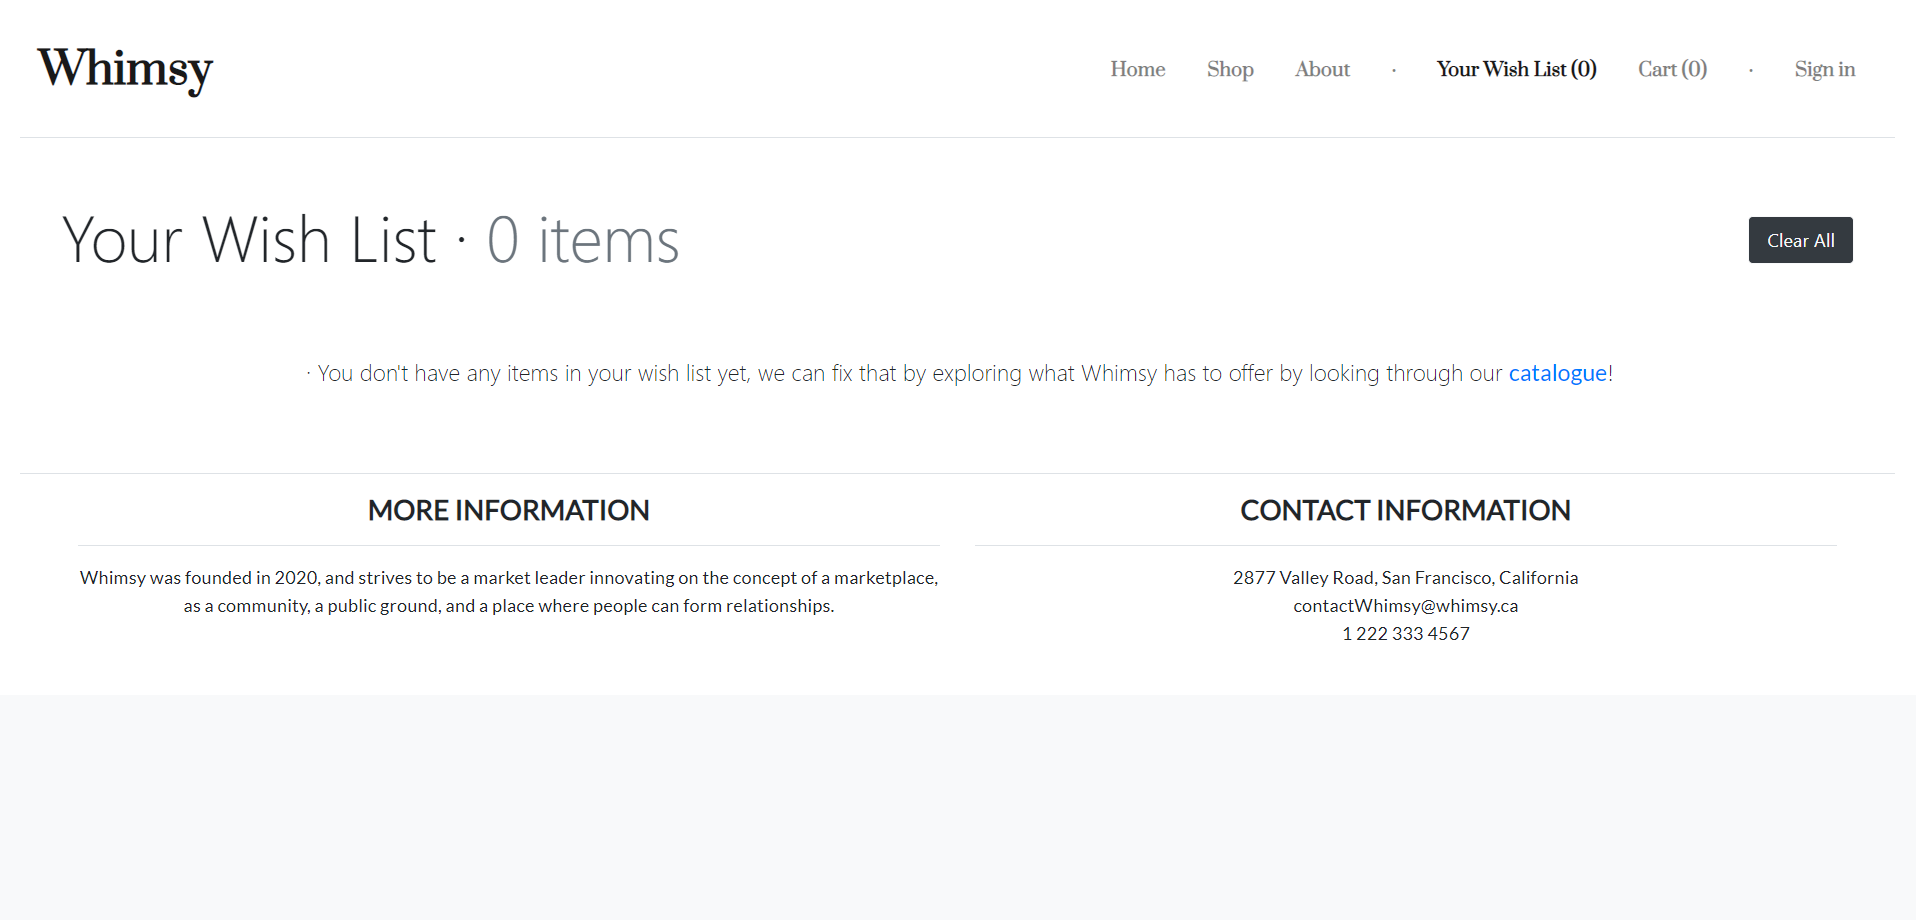 Whimsy
Home Shop About · Your Wish List (0) Cart (0) · Sign in
Your Wish List · 0 items
Clear All
· You don't have any items in your wish list yet, we can fix that by exploring what Whimsy has to offer by looking through our catalogue!
MORE INFORMATION
Whimsy was founded in 2020, and strives to be a market leader innovating on the concept of a marketplace,
as a community, a public ground, and a place where people can form relationships.
CONTACT INFORMATION
2877 Valley Road, San Francisco, California
contactWhimsy@whimsy.ca
1 222 333 4567